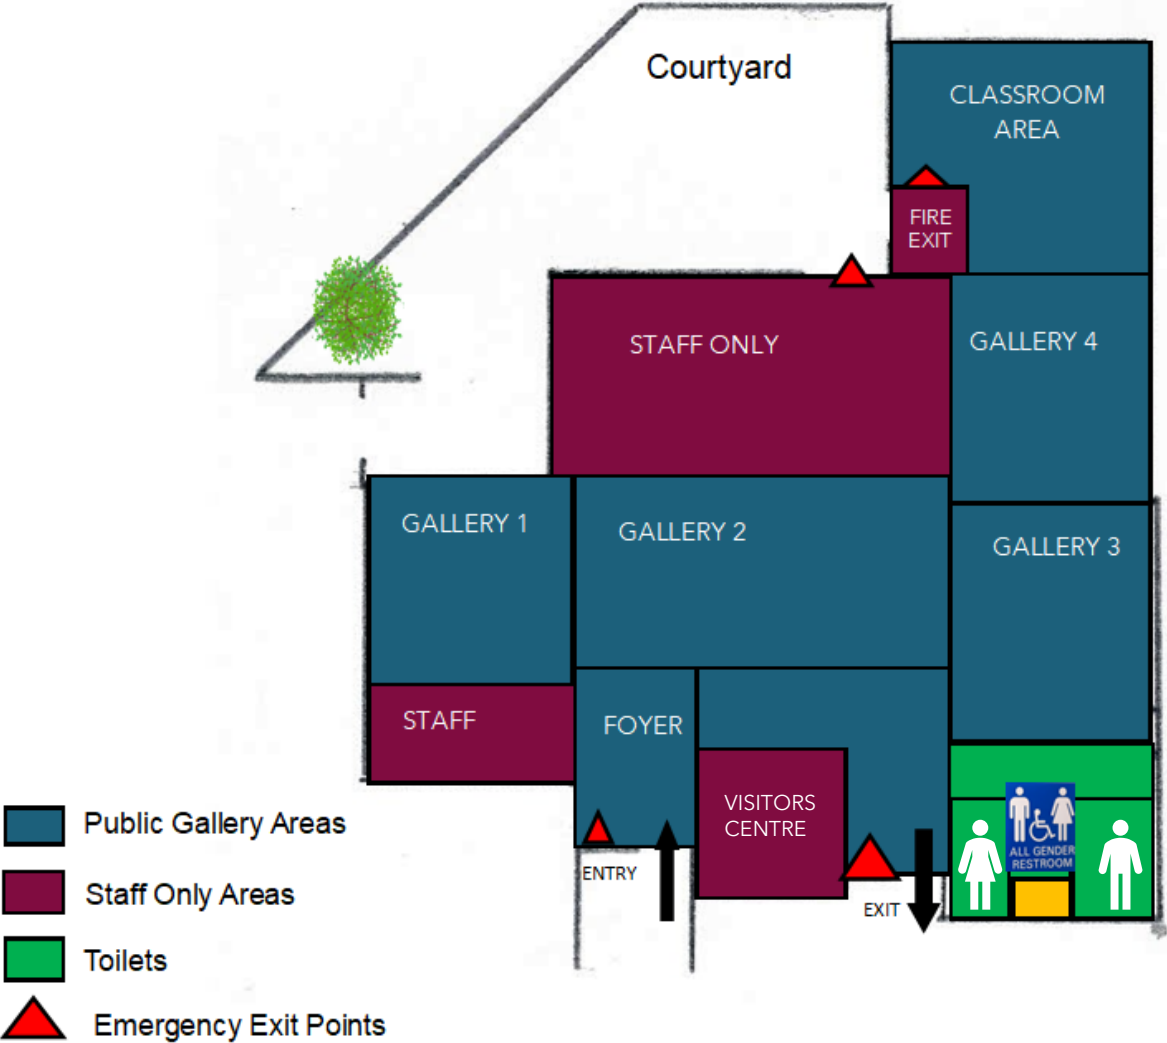 Courtyard
CLASSROOM
AREA
FIRE
EXIT
STAFF ONLY
GALLERY 4
GALLERY 1
GALLERY 2
GALLERY 3
STAFF
FOYER
VISITORS
CENTRE
ALL GENDER
RESTROOM
ENTRY
EXIT
Public Gallery Areas
Staff Only Areas
Toilets
Emergency Exit Points